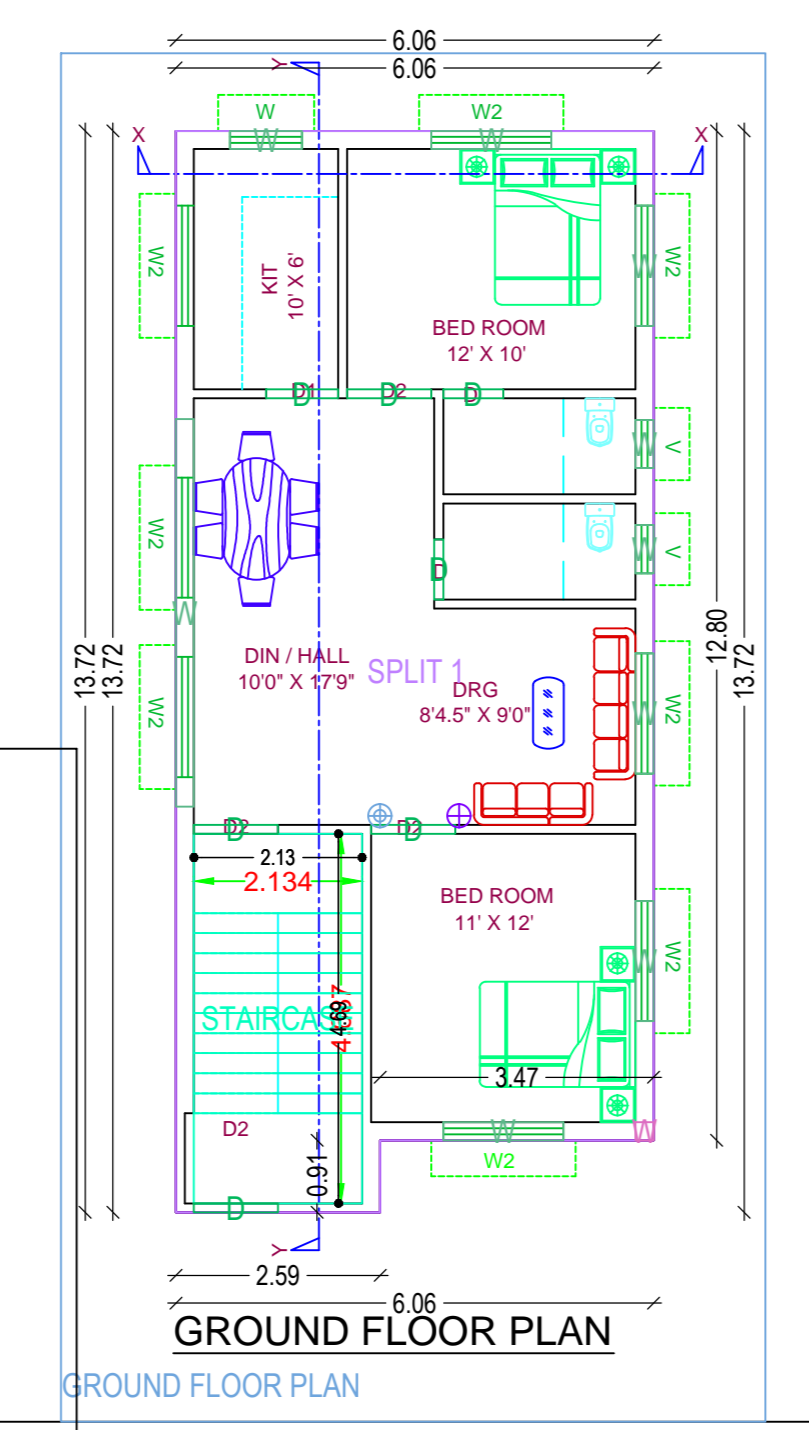 6.06
6.06
Y
W
W
W2
W
X
X
W2
W2
W
KIT
10' X 6'
BED ROOM
12' X 10'
D1
D
D2
D
D
V
W
W2
D
V
W
W
DIN / HALL
10'0" X 17'9"
SPLIT 1
DRG
8'4.5" X 9'0"
13.72
13.72
12.80
13.72
W2
W2
W
D2
D
D2
D
2.13
2.134
BED ROOM
11' X 12'
W2
W
STAIRCASE
4.69
3.47
D2
W
W
W2
0.91
D
Y
2.59
6.06
GROUND FLOOR PLAN
GROUND FLOOR PLAN